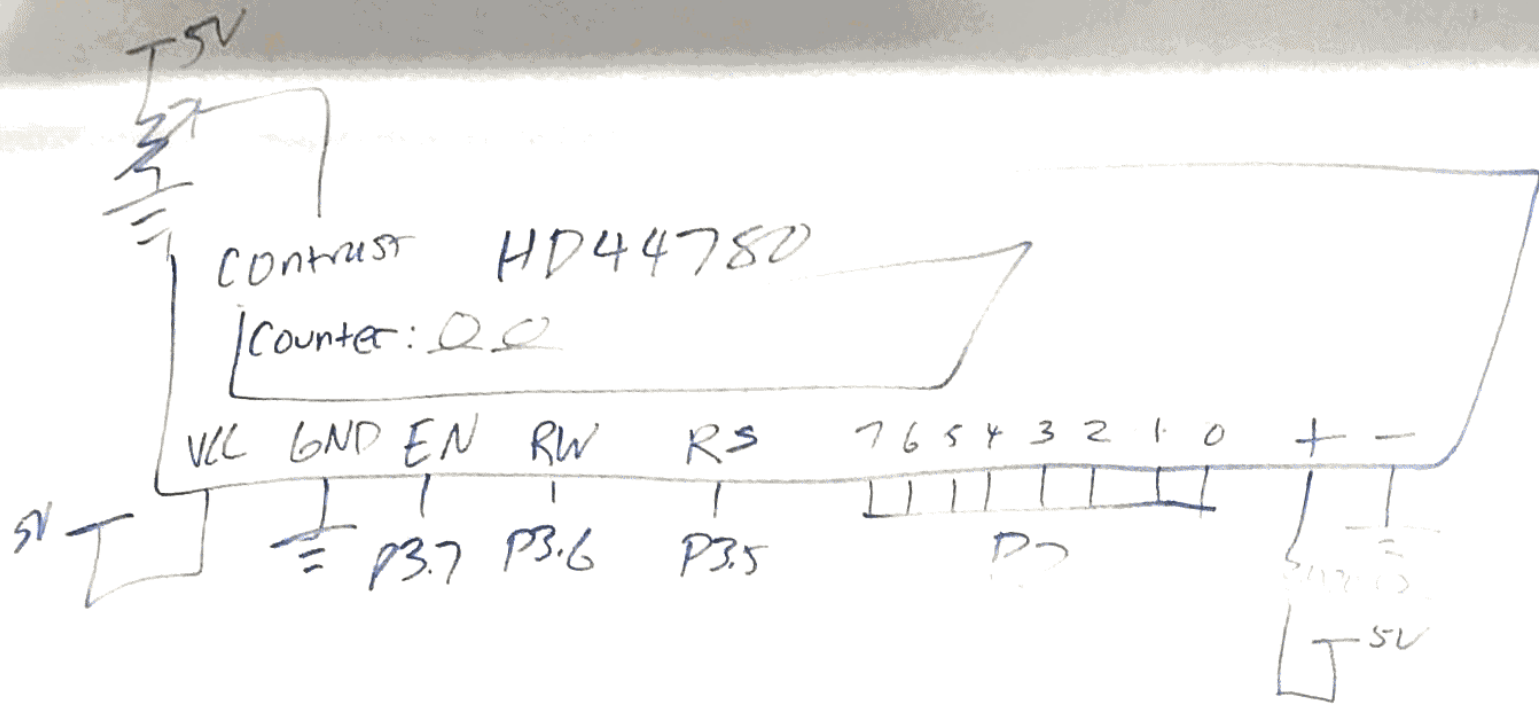 5V
Contrast HD44780
Counter: 00
VCC GND EN RW RS 7 6 5 4 3 2 1 0 + -
5V P3.7 P3.6 P3.5
5V